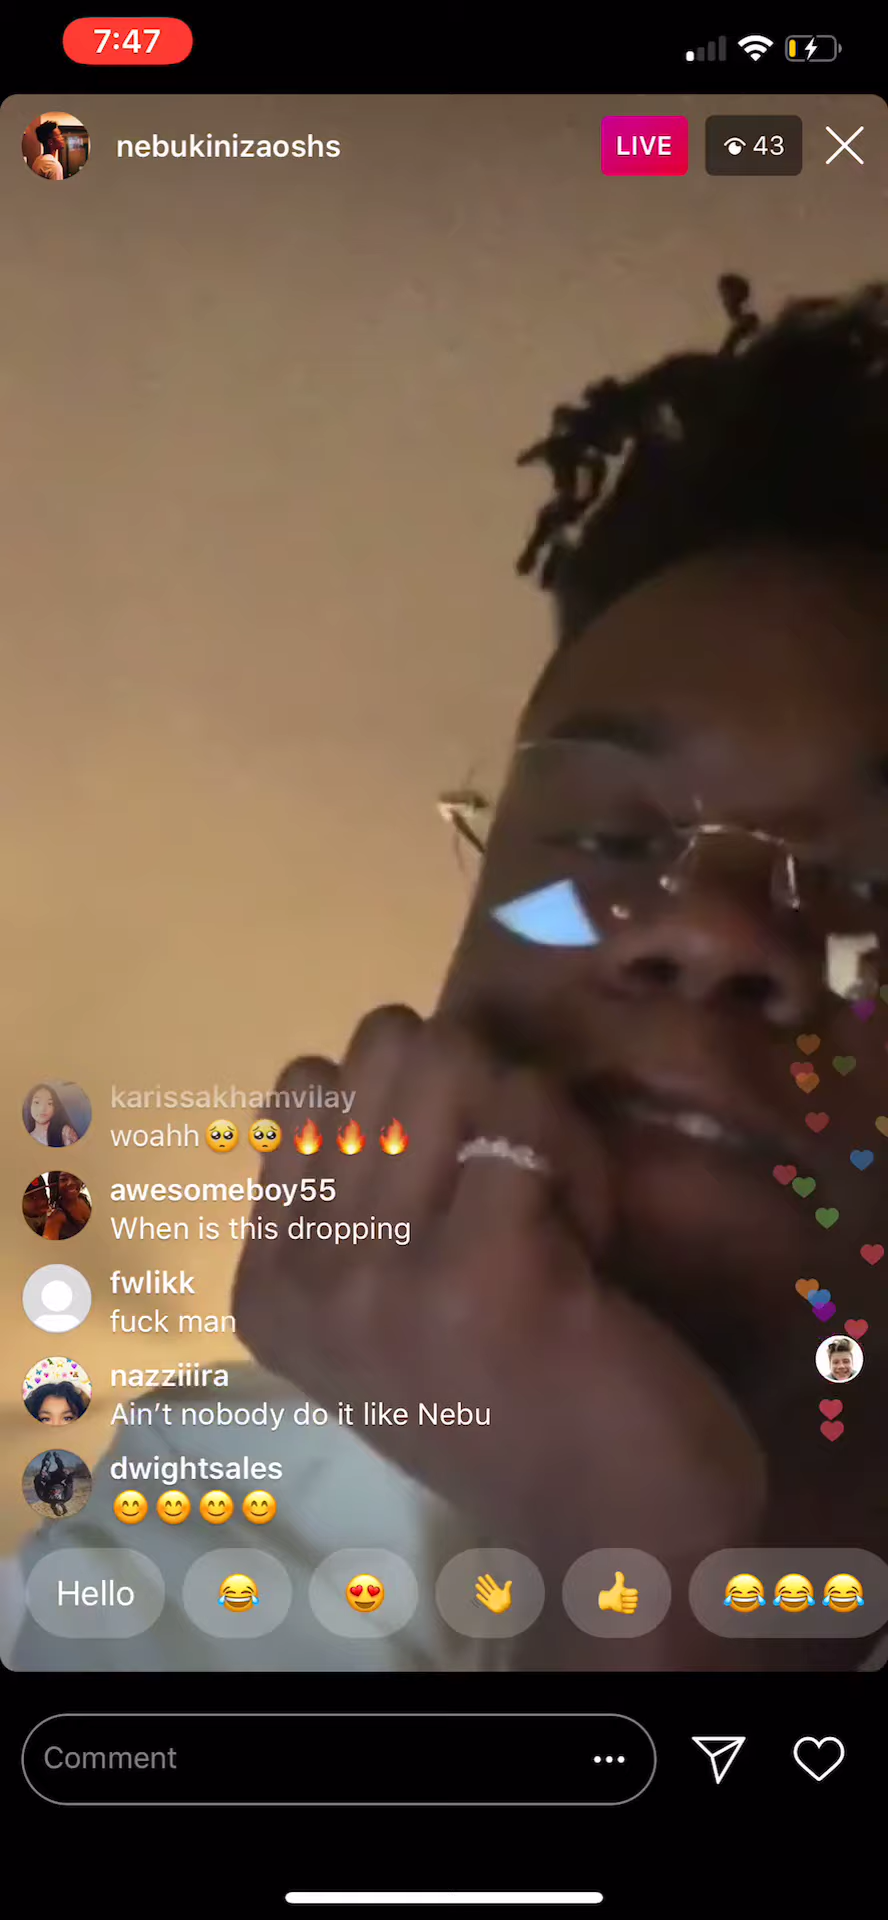 7:47
nebukinizaoshs
LIVE
43
karissakhamvilay
woahh🥺🥺🔥🔥🔥
awesomeboy55
When is this dropping
fwlikk
fuck man
nazziiira
Ain’t nobody do it like Nebu
dwightsales
😊😊😊😊
Hello 😂 😍 👋 👍 😂😂😂
Comment